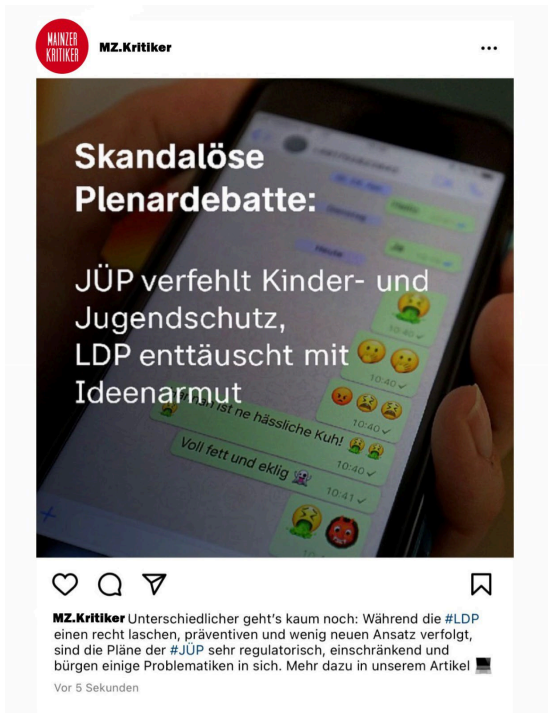 MAINZER
KRITIKER
MZ.Kritiker
Skandalöse
Plenardebatte:
JÜP verfehlt Kinder- und
Jugendschutz,
LDP enttäuscht mit
Ideenarmut
10:40
10:40
10:40
ist ne hässliche Kuh!
10:40
Voll fett und eklig
10:41
MZ.Kritiker Unterschiedlicher geht's kaum noch: Während die #LDP
einen recht laschen, präventiven und wenig neuen Ansatz verfolgt,
sind die Pläne der #JÜP sehr regulatorisch, einschränkend und
bürgen einige Problematiken in sich. Mehr dazu in unserem Artikel 💻
Vor 5 Sekunden